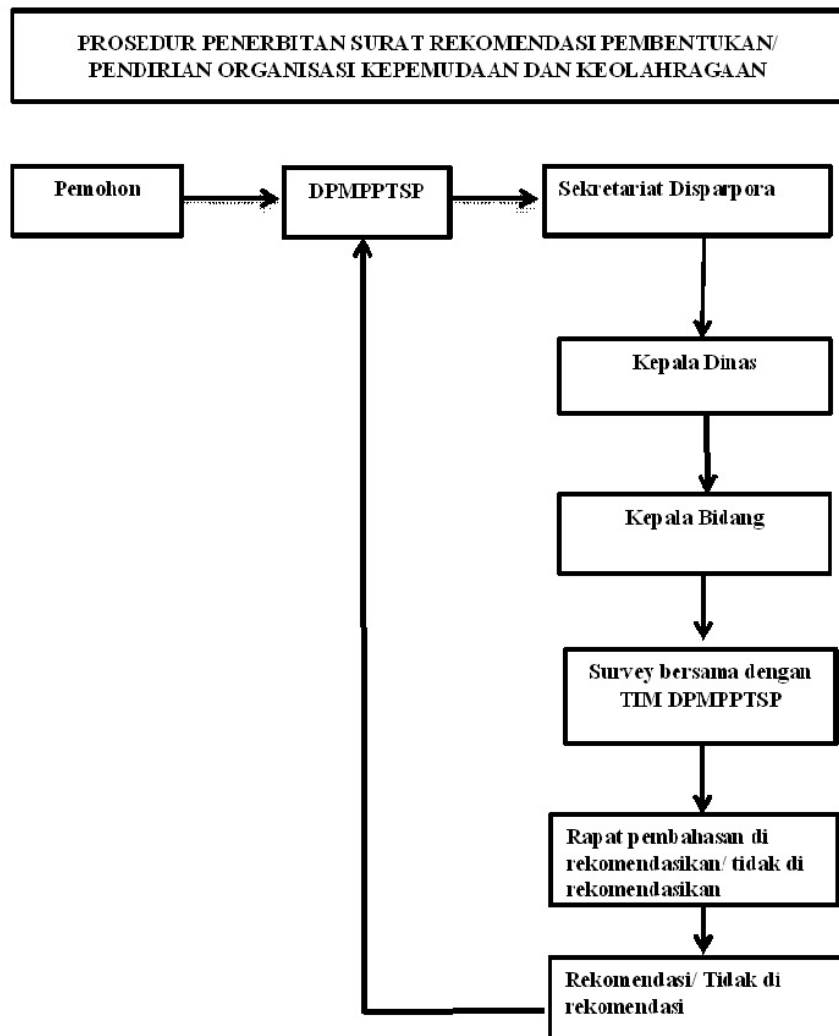 PROSEDUR PENERBITAN SURAT REKOMENDASI PEMBENTUKAN/
PENDIRIAN ORGANISASI KEPEMUDAAN DAN KEOLAHRAGAAN
Pemohon
DPMPPTSP
Sekretariat Disparpora
Kepala Dinas
Kepala Bidang
Survey bersama dengan
TIM DPMPPTSP
Rapat pembahasan di
rekomendasikan/ tidak di
rekomendasikan
Rekomendasi/ Tidak di
rekomendasi